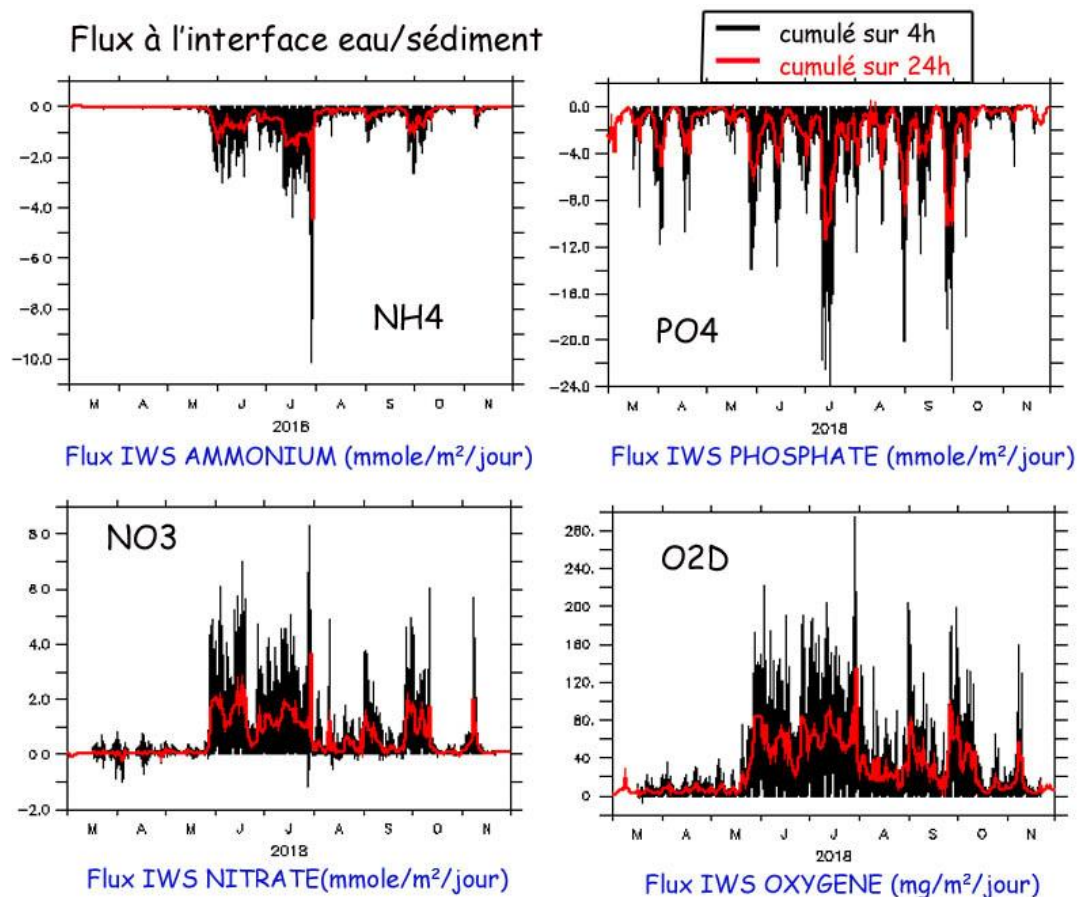 Flux à l'interface eau/sédiment
cumulé sur 4h
cumulé sur 24h
0.0
-2.0
-4.0
-6.0
-8.0
-10.0
NH4
M A M J J A S O N
2018
Flux IWS AMMONIUM (mmole/m²/jour)
0.0
-4.0
-8.0
-12.0
-16.0
-20.0
-24.0
PO4
M A M J J A S O N
2018
Flux IWS PHOSPHATE (mmole/m²/jour)
NO3
8.0
6.0
4.0
2.0
0.0
-2.0
M A M J J A S O N
2018
Flux IWS NITRATE(mmole/m²/jour)
O2D
280.
240.
200
160
120.
80.
40
0
M A M J J A S O N
2018
Flux IWS OXYGENE (mg/m²/jour)